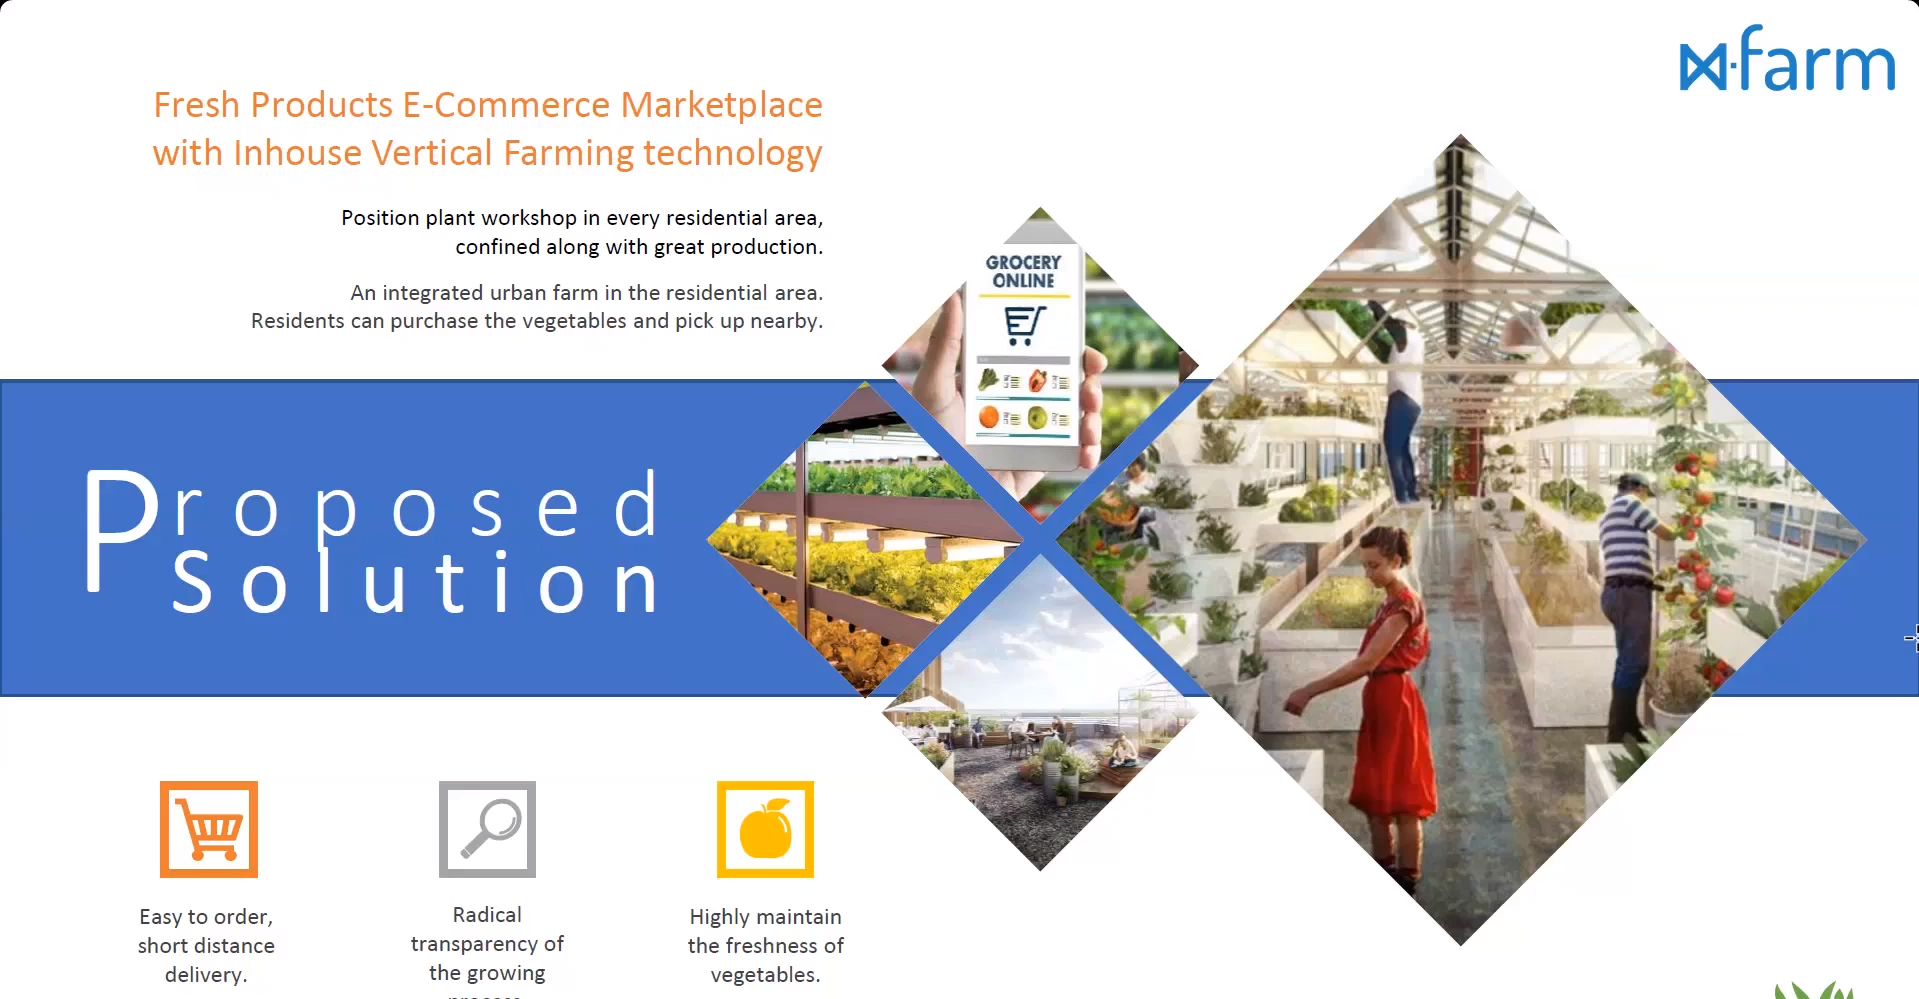 farm
Fresh Products E-Commerce Marketplace
with Inhouse Vertical Farming technology
Position plant workshop in every residential area,
confined along with great production.
An integrated urban farm in the residential area.
Residents can purchase the vegetables and pick up nearby.
GROCERY
ONLINE
Proposed
Solution
Easy to order,
short distance
delivery.
Radical
transparency of
the growing
Highly maintain
the freshness of
vegetables.